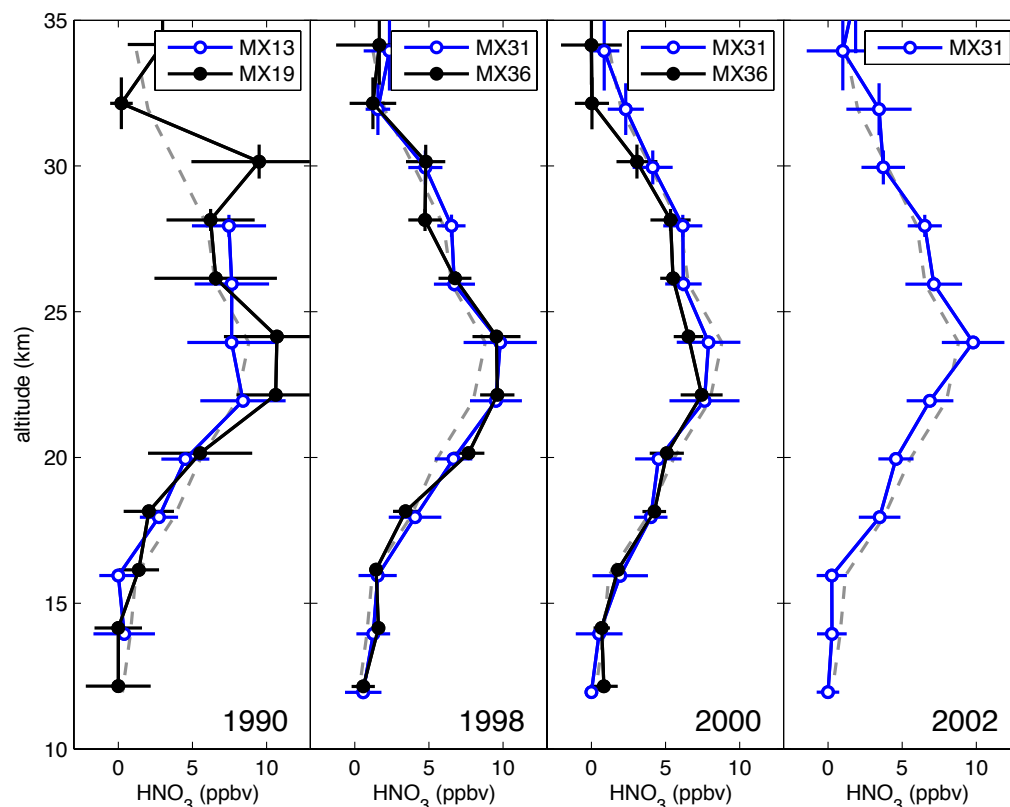 35
30
25
20
15
10
altitude (km)
MX13
MX19
1990
0 5 10
HNO3 (ppbv)
MX31
MX36
1998
0 5 10
HNO3 (ppbv)
MX31
MX36
2000
0 5 10
HNO3 (ppbv)
MX31
2002
0 5 10
HNO3 (ppbv)